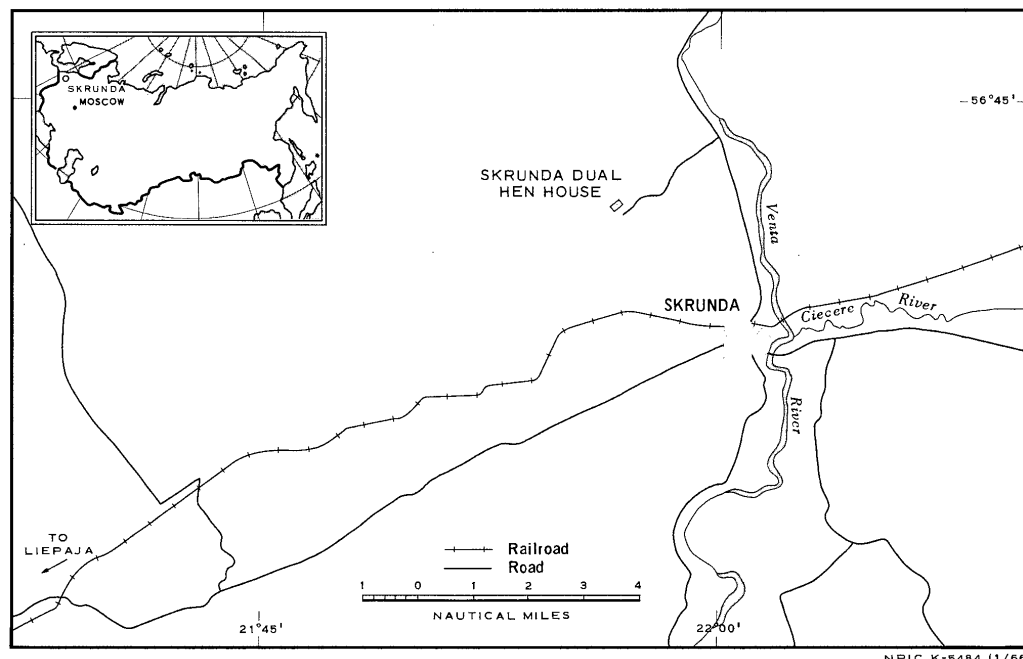 SKRUNDA
MOSCOW
56°45'
SKRUNDA DUAL
HEN HOUSE
Venta
SKRUNDA
Ciecere
River
River
TO
LIEPAJA
Railroad
Road
1 0 1 2 3 4
NAUTICAL MILES
21°45'
22°00'